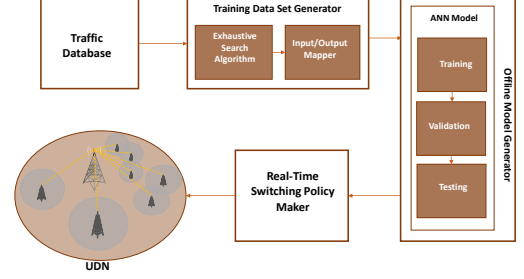 Training Data Set Generator
Traffic
Database
Exhaustive
Search
Algorithm
Input/Output
Mapper
ANN Model
Training
Validation
Testing
Offline Model Generator
Real-Time
Switching Policy
Maker
UDN